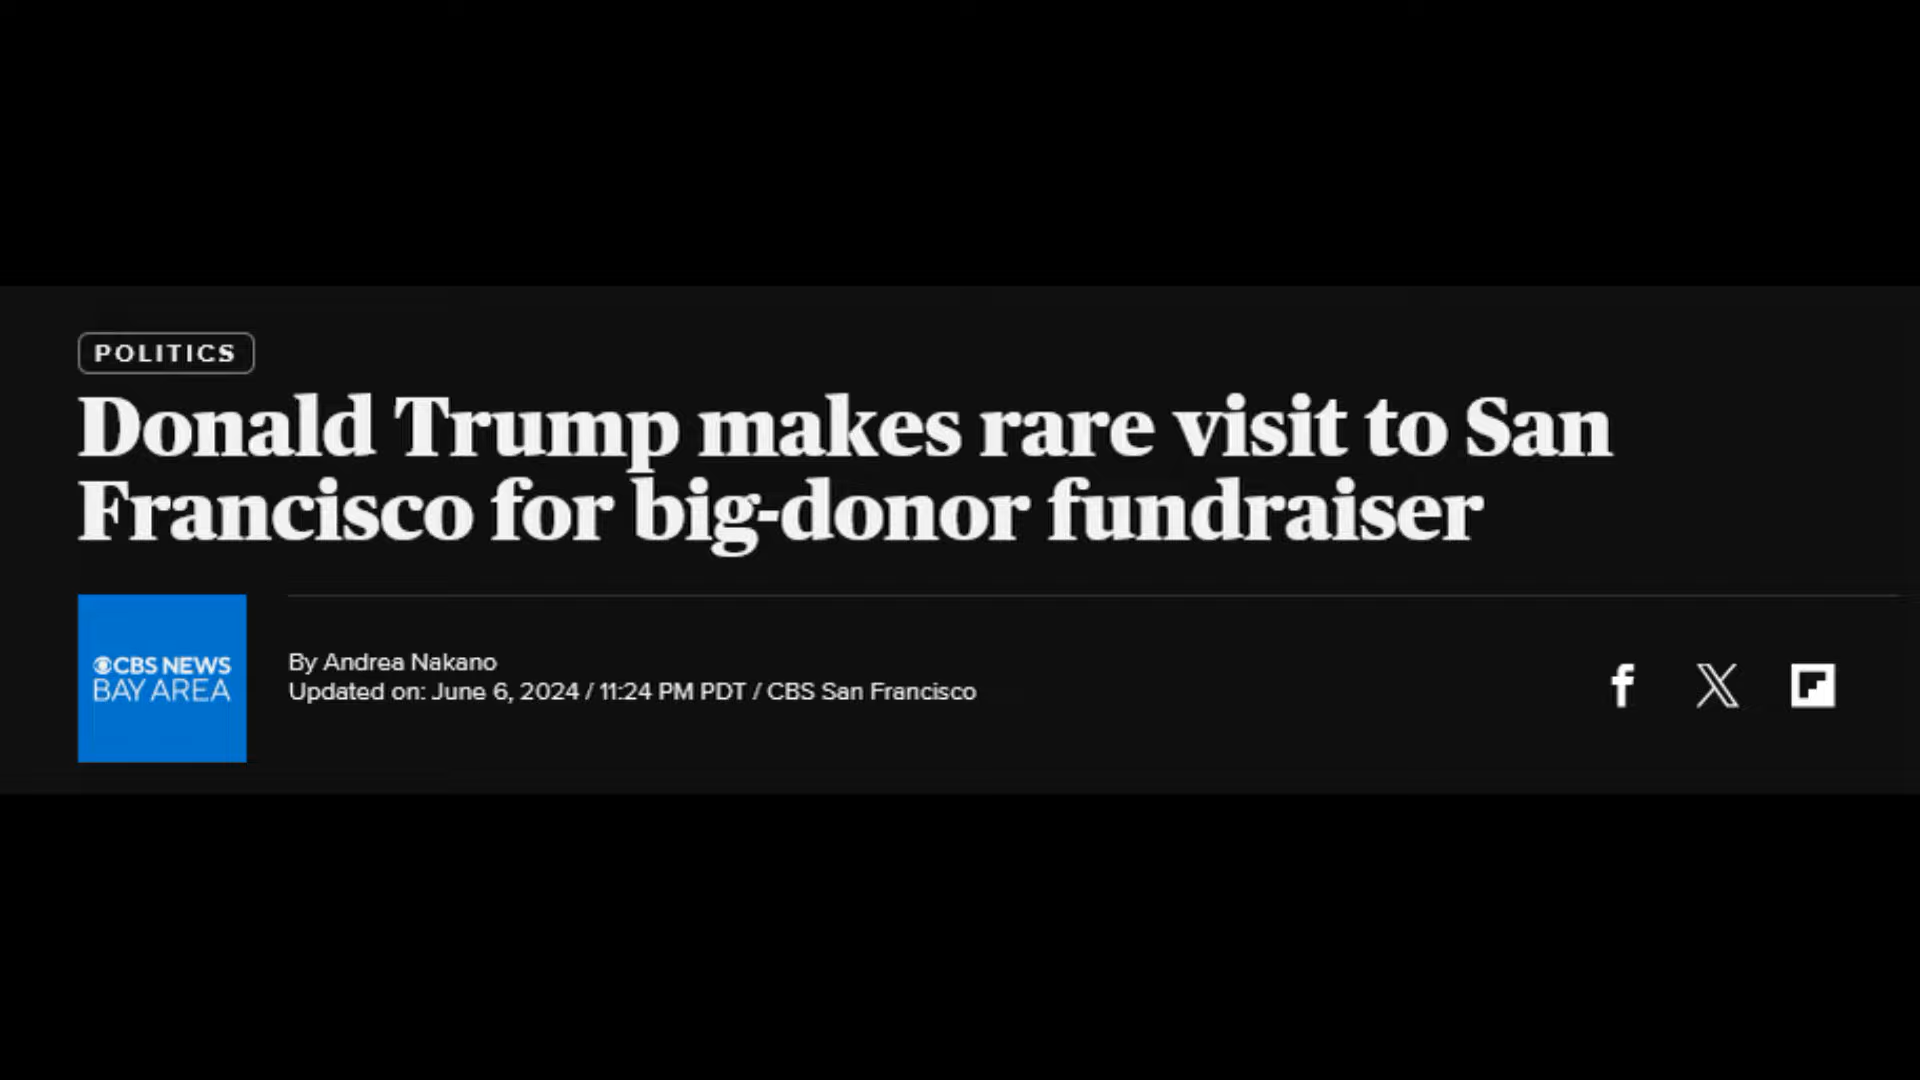 POLITICS
Donald Trump makes rare visit to San
Francisco for big-donor fundraiser
CBS NEWS
BAY AREA
By Andrea Nakano
Updated on: June 6, 2024 / 11:24 PM PDT / CBS San Francisco